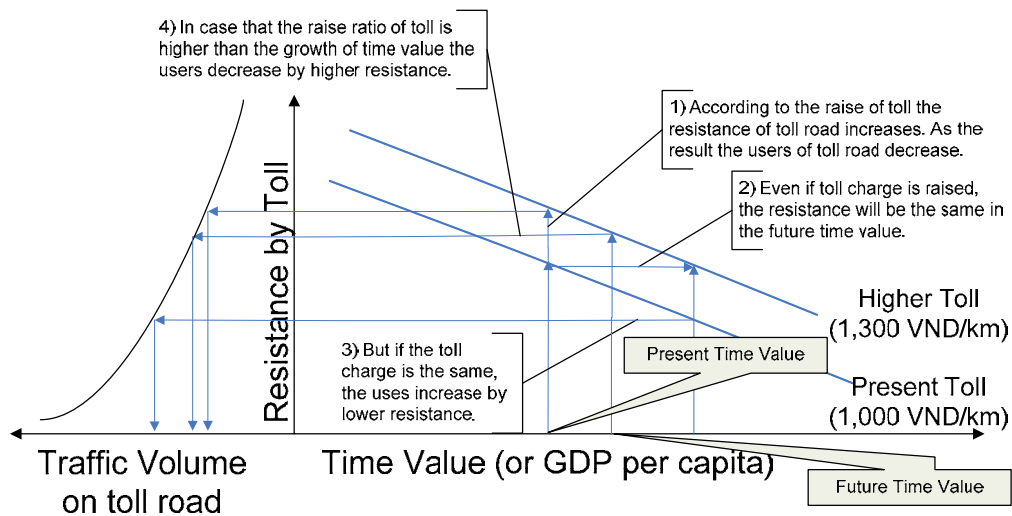 4) In case that the raise ratio of toll is
higher than the growth of time value the
users decrease by higher resistance.
1) According to the raise of toll the
resistance of toll road increases. As the
result the users of toll road decrease.
2) Even if toll charge is raised,
the resistance will be the same in
the future time value.
Resistance by Toll
Higher Toll
(1,300 VND/km)
3) But if the toll
charge is the same,
the uses increase by
lower resistance.
Present Time Value
Present Toll
(1,000 VND/km)
Traffic Volume
on toll road
Time Value (or GDP per capita)
Future Time Value